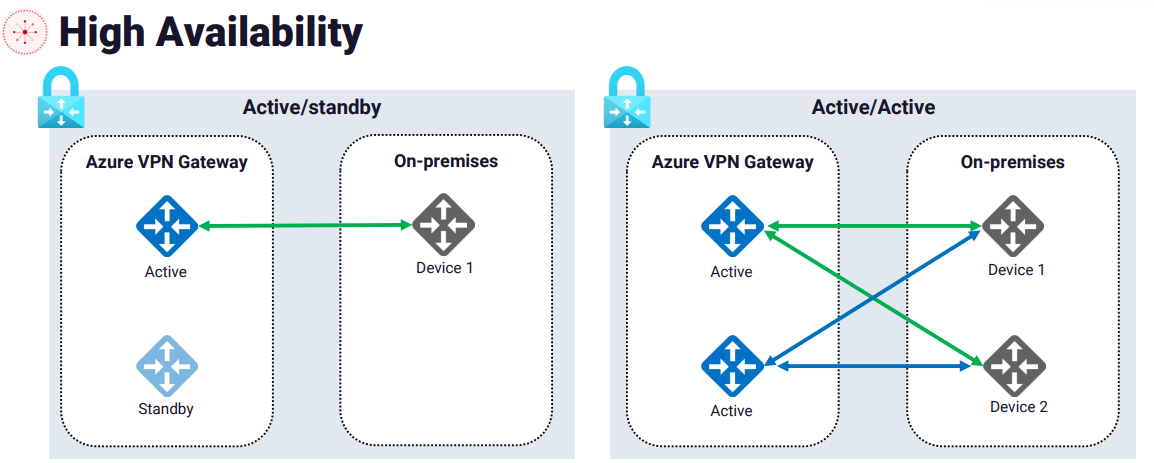 High Availability
Active/standby
Azure VPN Gateway
On-premises
Active
Device 1
Standby
Active/Active
Azure VPN Gateway
On-premises
Active
Device 1
Active
Device 2